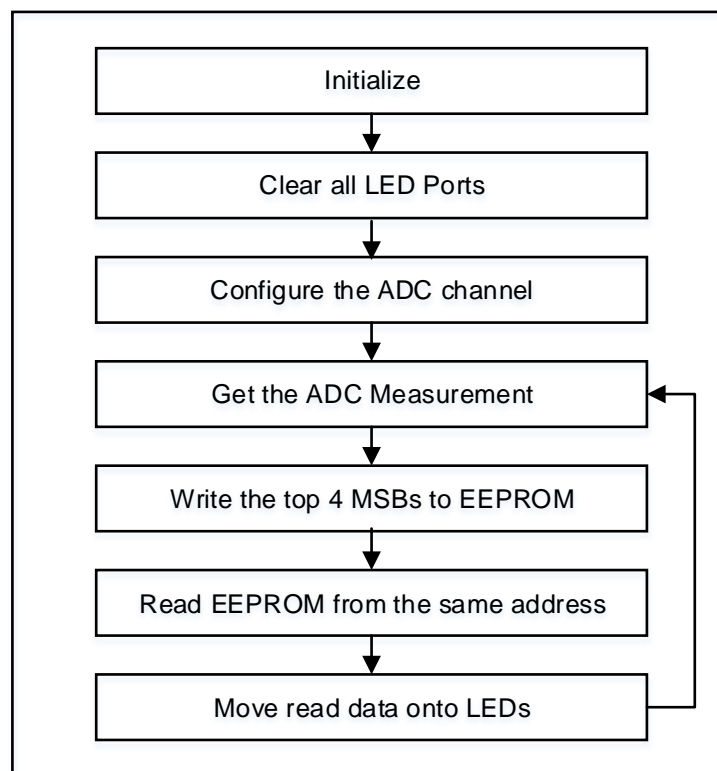 Initialize
Clear all LED Ports
Configure the ADC channel
Get the ADC Measurement
Write the top 4 MSBs to EEPROM
Read EEPROM from the same address
Move read data onto LEDs